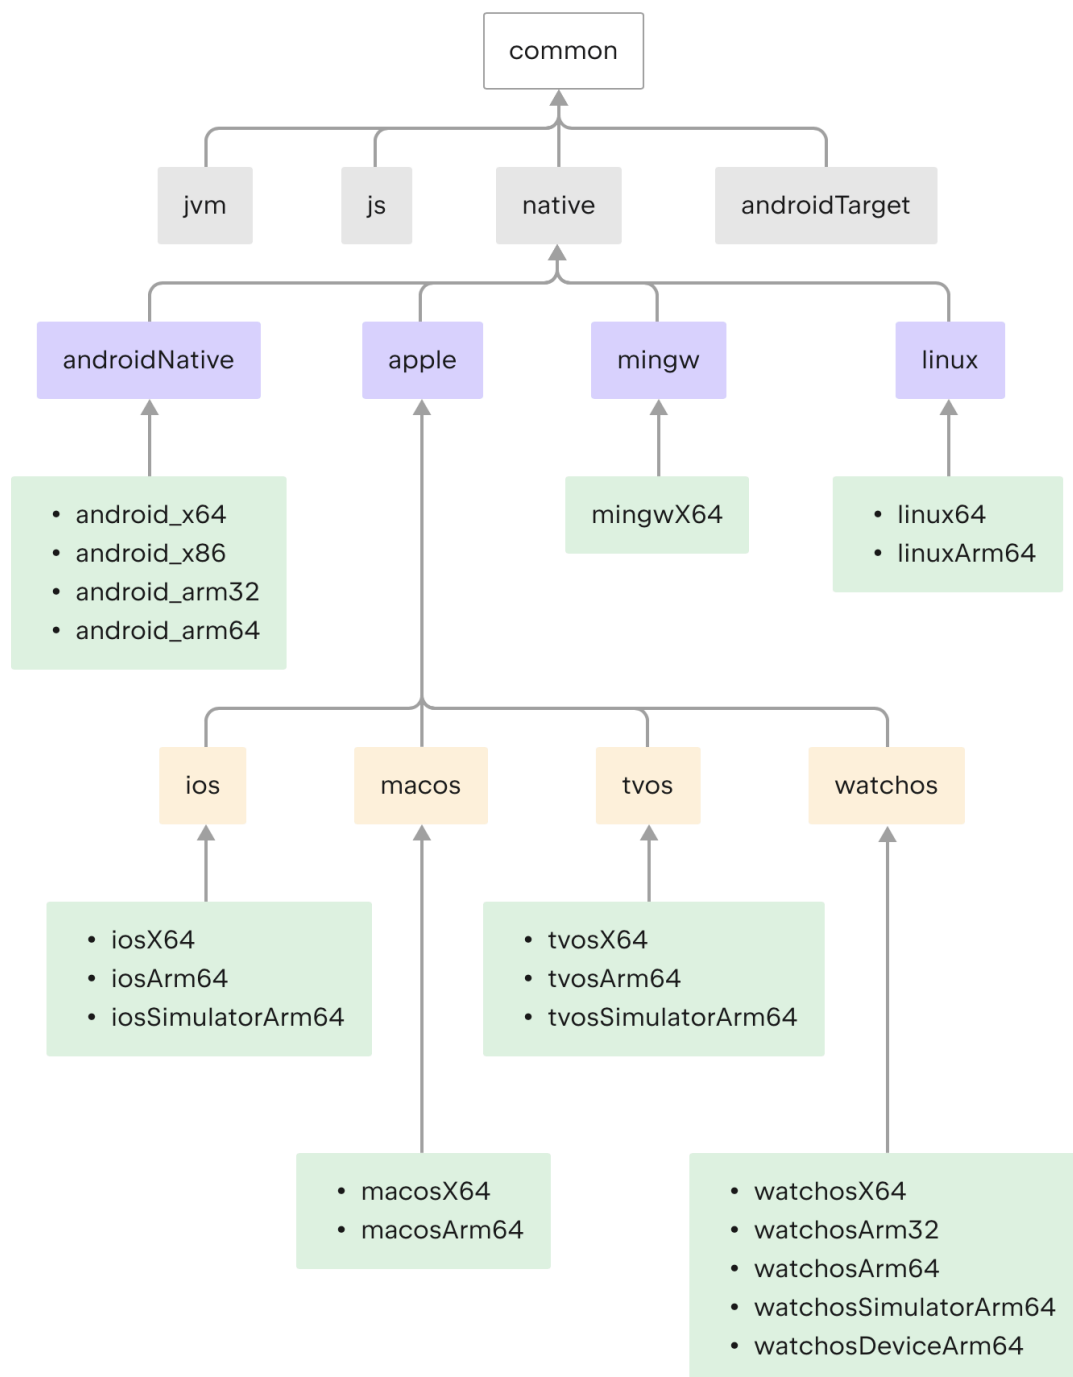 common
jvm
js
native
androidTarget
androidNative
apple
mingw
linux
• android_x64
• android_x86
• android_arm32
• android_arm64
mingwX64
• linux64
• linuxArm64
ios
macos
tvos
watchos
• iosX64
• iosArm64
• iosSimulatorArm64
• tvosX64
• tvosArm64
• tvosSimulatorArm64
• macosX64
• macosArm64
• watchosX64
• watchosArm32
• watchosArm64
• watchosSimulatorArm64
• watchosDeviceArm64